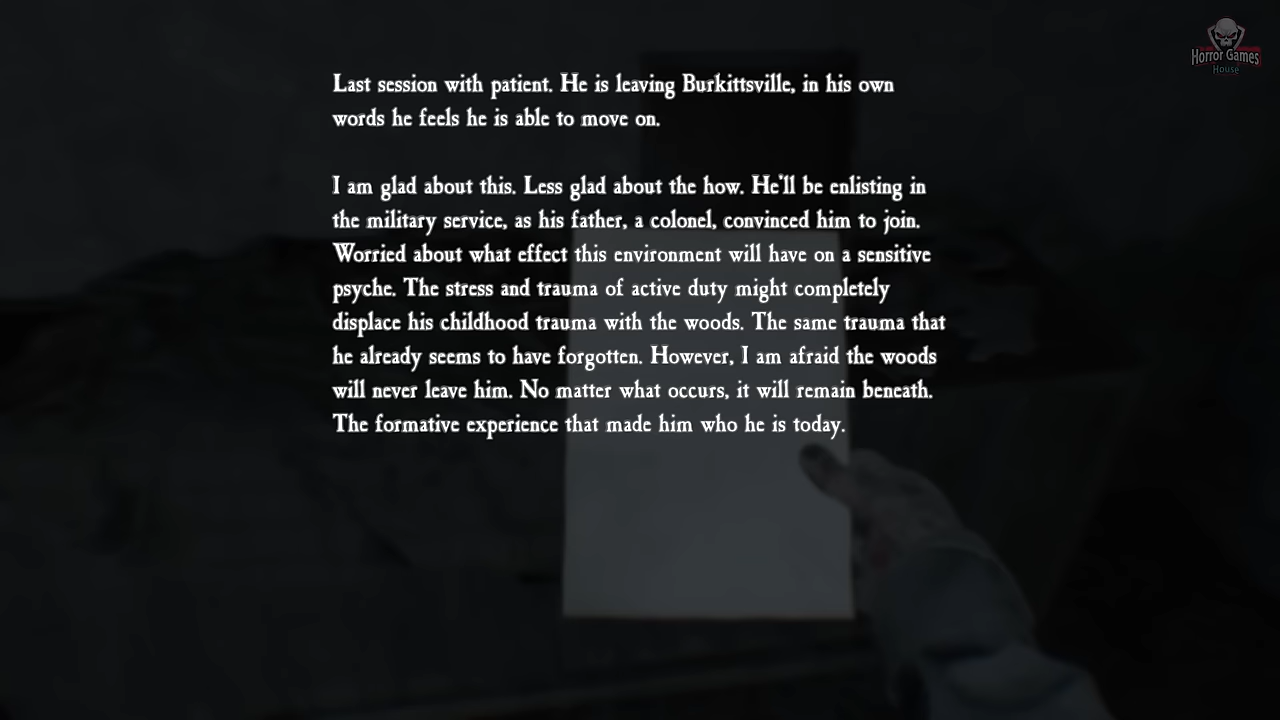 Horror Games
House
Last session with patient. He is leaving Burkittsville, in his own
words he feels he is able to move on.
I am glad about this. Less glad about the how. He'll be enlisting in
the military service, as his father, a colonel, convinced him to join.
Worried about what effect this environment will have on a sensitive
psyche. The stress and trauma of active duty might completely
displace his childhood trauma with the woods. The same trauma that
he already seems to have forgotten. However, I am afraid the woods
will never leave him. No matter what occurs, it will remain beneath.
The formative experience that made him who he is today.